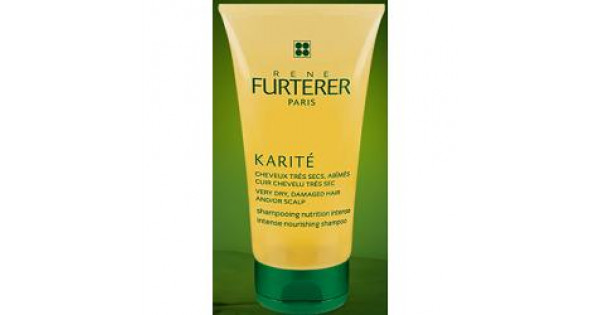 RENE
FURTERER
PARIS
KARITÉ
CHEVEUX TRÈS SECS, ABÎMÉS
CUIR CHEVELU TRÈS SEC
VERY DRY, DAMAGED HAIR
AND/OR SCALP
shampooing nutrition intense
intense nourishing shampoo